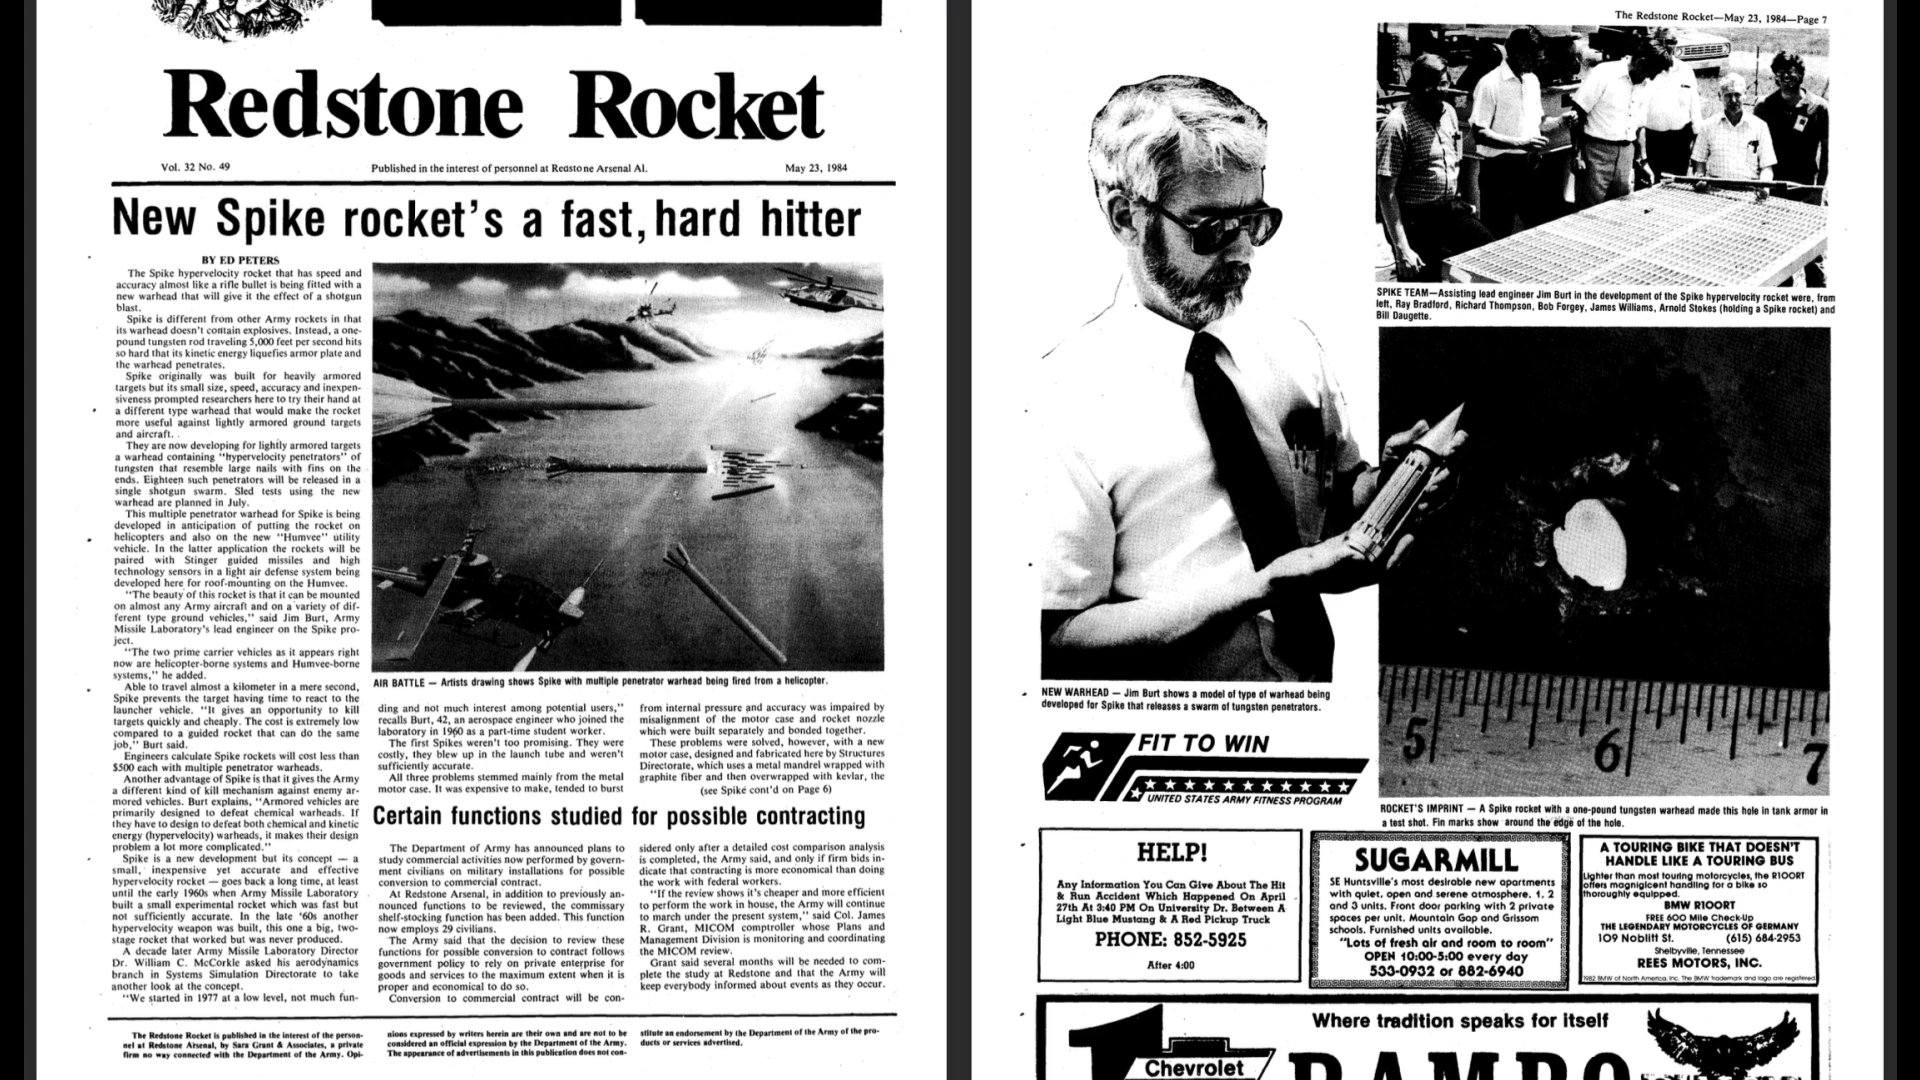 Redstone Rocket
Vol. 32 No. 49
Published in the interest of personnel at Redstone Arsenal Al.
May 23, 1984
New Spike rocket's a fast, hard hitter
BY ED PETERS
The Spike hypervelocity rocket that has speed and
accuracy almost like a rifle bullet is being fitted with a
new warhead that will give it the effect of a shotgun
blast.
Spike is different from other Army rockets in that
its warhead doesn't contain explosives. Instead, a one-
pound tungsten rod traveling 5,000 feet per second hits
so hard that its kinetic energy liquefies armor plate and
the warhead penetrates.
Spike originally was built for heavily armored
targets but its small size, speed, accuracy and inexpen-
siveness prompted researchers here to try their hand at
a different type warhead that would make the rocket
more useful against lightly armored ground targets
and aircraft.
They are now developing for lightly armored targets
a warhead containing "hypervelocity penetrators" of
tungsten that resemble large nails with fins on the
ends. Eighteen such penetrators will be released in a
single shotgun swarm. Sled tests using the new
warhead are planned in July.
This multiple penetrator warhead for Spike is being
developed in anticipation of putting the rocket on
helicopters and also on the new "Humvee" utility
vehicle. In the latter application the rockets will be
paired with Stinger guided missiles and high
technology sensors in a light air defense system being
developed here for roof-mounting on the Humvee.
"The beauty of this rocket is that it can be mounted
on almost any Army aircraft and on a variety of dif-
ferent type ground vehicles," said Jim Burt, Army
Missile Laboratory's lead engineer on the Spike pro-
ject.
"The two prime carrier vehicles as it appears right
now are helicopter-borne systems and Humvee-borne
systems," he added.
Able to travel almost a kilometer in a mere second,
Spike prevents the target having time to react to the
launcher vehicle. "It gives an opportunity to kill
targets quickly and cheaply. The cost is extremely low
compared to a guided rocket that can do the same
job," Burt said.
Engineers calculate Spike rockets will cost less than
$500 each with multiple penetrator warheads.
Another advantage of Spike is that it gives the Army
a different kind of kill mechanism against enemy ar-
mored vehicles. Burt explains, "Armored vehicles are
primarily designed to defeat chemical warheads. If
they have to design to defeat both chemical and kinetic
energy (hypervelocity) warheads, it makes their design
problem a lot more complicated."
Spike is a new development but its concept — a
small, inexpensive yet accurate and effective
hypervelocity rocket — goes back a long time, at least
until the early 1960s when Army Missile Laboratory
built a small experimental rocket which was fast but
not sufficiently accurate. In the late '60s another
hypervelocity weapon was built, this one a big, two-
stage rocket that worked but was never produced.
A decade later Army Missile Laboratory Director
Dr. William C. McCorkle asked his aerodynamics
branch in Systems Simulation Directorate to take
another look at the concept.
"We started in 1977 at a low level, not much fun-
AIR BATTLE — Artists drawing shows Spike with multiple penetrator warhead being fired from a helicopter.
ding and not much interest among potential users,"
recalls Burt, 42, an aerospace engineer who joined the
laboratory in 1960 as a part-time student worker.
The first Spikes weren't too promising. They were
costly, they blew up in the launch tube and weren't
sufficiently accurate.
All three problems stemmed mainly from the metal
motor case. It was expensive to make, tended to burst
from internal pressure and accuracy was impaired by
misalignment of the motor case and rocket nozzle
which were built separately and bonded together.
These problems were solved, however, with a new
motor case, designed and fabricated here by Structures
Directorate, which uses a metal mandrel wrapped with
graphite fiber and then overwrapped with kevlar, the
(see Spike cont'd on Page 6)
Certain functions studied for possible contracting
The Department of Army has announced plans to
study commercial activities now performed by govern-
ment civilians on military installations for possible
conversion to commercial contract.
At Redstone Arsenal, in addition to previously an-
nounced functions to be reviewed, the commissary
shelf-stocking function has been added. This function
now employs 29 civilians.
The Army said that the decision to review these
functions for possible conversion to contract follows
government policy to rely on private enterprise for
goods and services to the maximum extent when it is
proper and economical to do so.
Conversion to commercial contract will be con-
sidered only after a detailed cost comparison analysis
is completed, the Army said, and only if firm bids in-
dicate that contracting is more economical than doing
the work with federal workers.
"If the review shows it's cheaper and more efficient
to perform the work in house, the Army will continue
to march under the present system," said Col. James
R. Grant, MICOM comptroller whose Plans and
Management Division is monitoring and coordinating
the MICOM review.
Grant said several months will be needed to com-
plete the study at Redstone and that the Army will
keep everybody informed about events as they occur.
The Redstone Rocket is published in the interest of the person-
nel at Redstone Arsenal, by Sara Grant & Associates, a private
firm no way connected with the Department of the Army. Opi-
nions expressed by writers herein are their own and are not to be
considered an official expression by the Department of the Army.
The appearance of advertisements in this publication does not con-
stitute an endorsement by the Department of the Army of the pro-
ducts or services advertised.
The Redstone Rocket—May 23, 1984—Page 7
SPIKE TEAM—Assisting lead engineer Jim Burt in the development of the Spike hypervelocity rocket were, from
left, Ray Bradford, Richard Thompson, Bob Forgey, James Williams, Arnold Stokes (holding a Spike rocket) and
Bill Daugette.
NEW WARHEAD — Jim Burt shows a model of type of warhead being
developed for Spike that releases a swarm of tungsten penetrators.
5 6 7
FIT TO WIN
UNITED STATES ARMY FITNESS PROGRAM
ROCKET'S IMPRINT — A Spike rocket with a one-pound tungsten warhead made this hole in tank armor in
a test shot. Fin marks show around the edge of the hole.
HELP!
Any Information You Can Give About The Hit
& Run Accident Which Happened On April
27th At 3:40 PM On University Dr. Between A
Light Blue Mustang & A Red Pickup Truck
PHONE: 852-5925
After 4:00
SUGARMILL
SE Huntsville's most desirable new apartments
with quiet, open and serene atmosphere. 1, 2
and 3 units. Front door parking with 2 private
spaces per unit. Mountain Gap and Grissom
schools. Furnished units available.
"Lots of fresh air and room to room"
OPEN 10:00-5:00 every day
533-0932 or 882-6940
A TOURING BIKE THAT DOESN'T
HANDLE LIKE A TOURING BUS
Lighter than most touring motorcycles, the R100RT
offers magnigicent handling for a bike so
thoroughly equipped.
BMW R100RT
FREE 600 Mile Check-Up
THE LEGENDARY MOTORCYCLES OF GERMANY
109 Noblitt St. (615) 684-2953
Shelbyville, Tennessee
REES MOTORS, INC.
1982 BMW of North America, Inc. The BMW trademark and logo are registered
Where tradition speaks for itself
Chevrolet